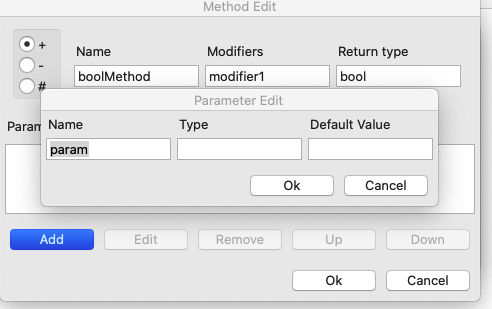 Method Edit
+
-
#
Name Modifiers Return type
boolMethod modifier1 bool
Param
Parameter Edit
Name Type Default Value
param
Ok Cancel
Add Edit Remove Up Down
Ok Cancel